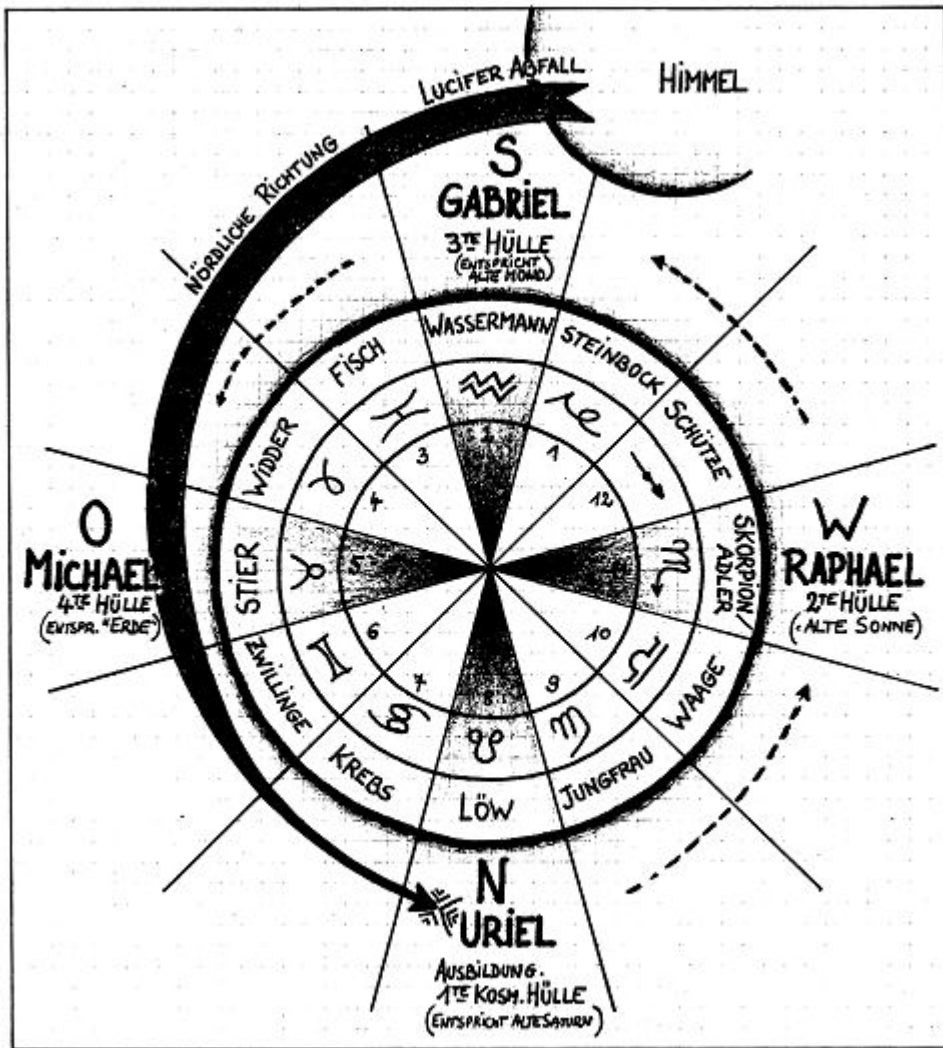 LUCIFER ABFALL
HIMMEL
NÖRDLICHE RICHTUNG
S
GABRIEL
3TE HÜLLE
(ENTSPRICHT
ALTE MOND)
WASSERMANN
STEINBOCK
SCHÜTZE
SKORPION/
ADLER
WAAGE
JUNGFRAU
LÖW
KREBS
ZWILLINGE
STIER
WIDDER
FISCH
1
12
10
9
8
7
6
5
4
3
O
MICHAEL
4TE HÜLLE
(ENTSPR. "ERDE")
W
RAPHAEL
2TE HÜLLE
(·ALTE SONNE)
N
URIEL
AUSBILDUNG.
1TE KOSM. HÜLLE
(ENTSPRICHT ALTE SATURN)